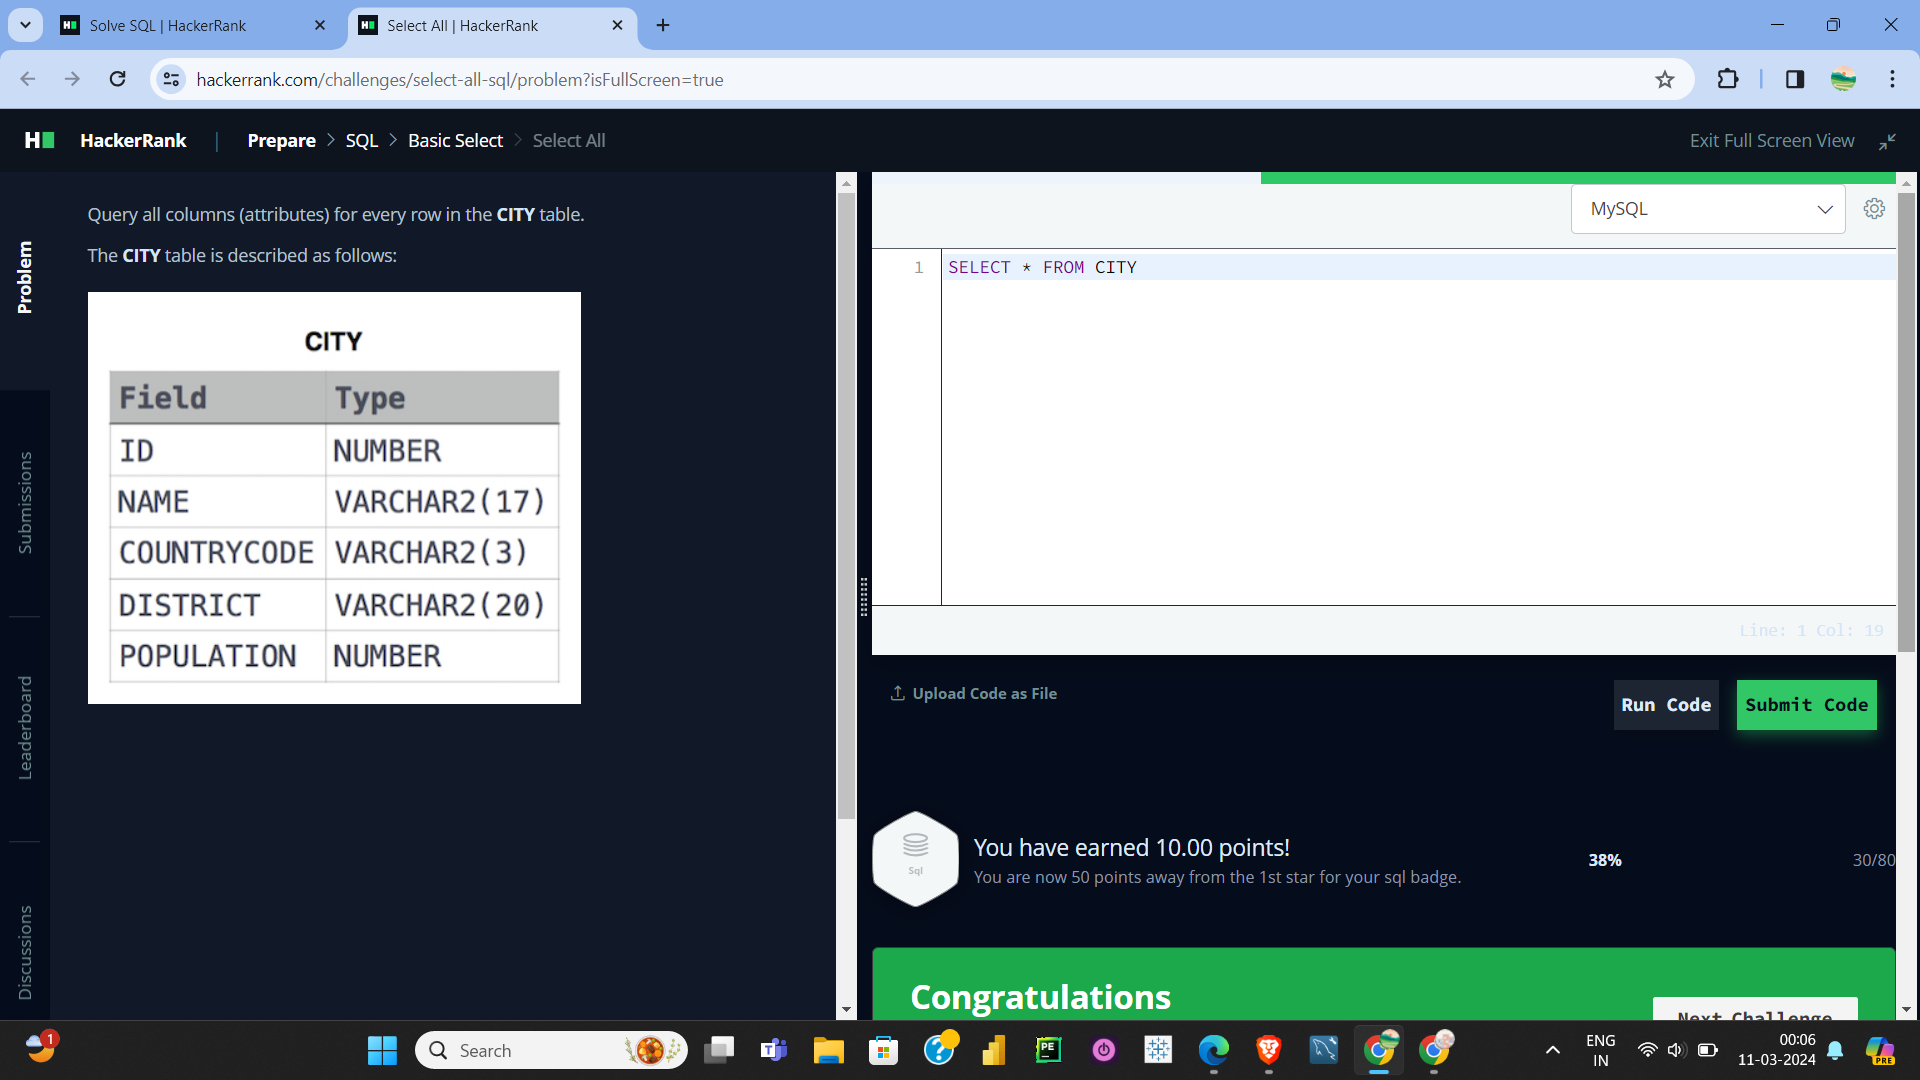 Solve SQL | HackerRank
Select All | HackerRank
hackerrank.com/challenges/select-all-sql/problem?isFullScreen=true
HackerRank | Prepare > SQL > Basic Select > Select All
Exit Full Screen View
Problem
Submissions
Leaderboard
Discussions
Query all columns (attributes) for every row in the CITY table.
The CITY table is described as follows:
CITY
Field Type
ID NUMBER
NAME VARCHAR2(17)
COUNTRYCODE VARCHAR2(3)
DISTRICT VARCHAR2(20)
POPULATION NUMBER
MySQL
1 SELECT * FROM CITY
Line: 1 Col: 19
Upload Code as File
Run Code
Submit Code
Sql
You have earned 10.00 points!
You are now 50 points away from the 1st star for your sql badge.
38%
30/80
Congratulations
Next Challenge
1
Search
PE
ENG
IN
00:06
11-03-2024
PRE